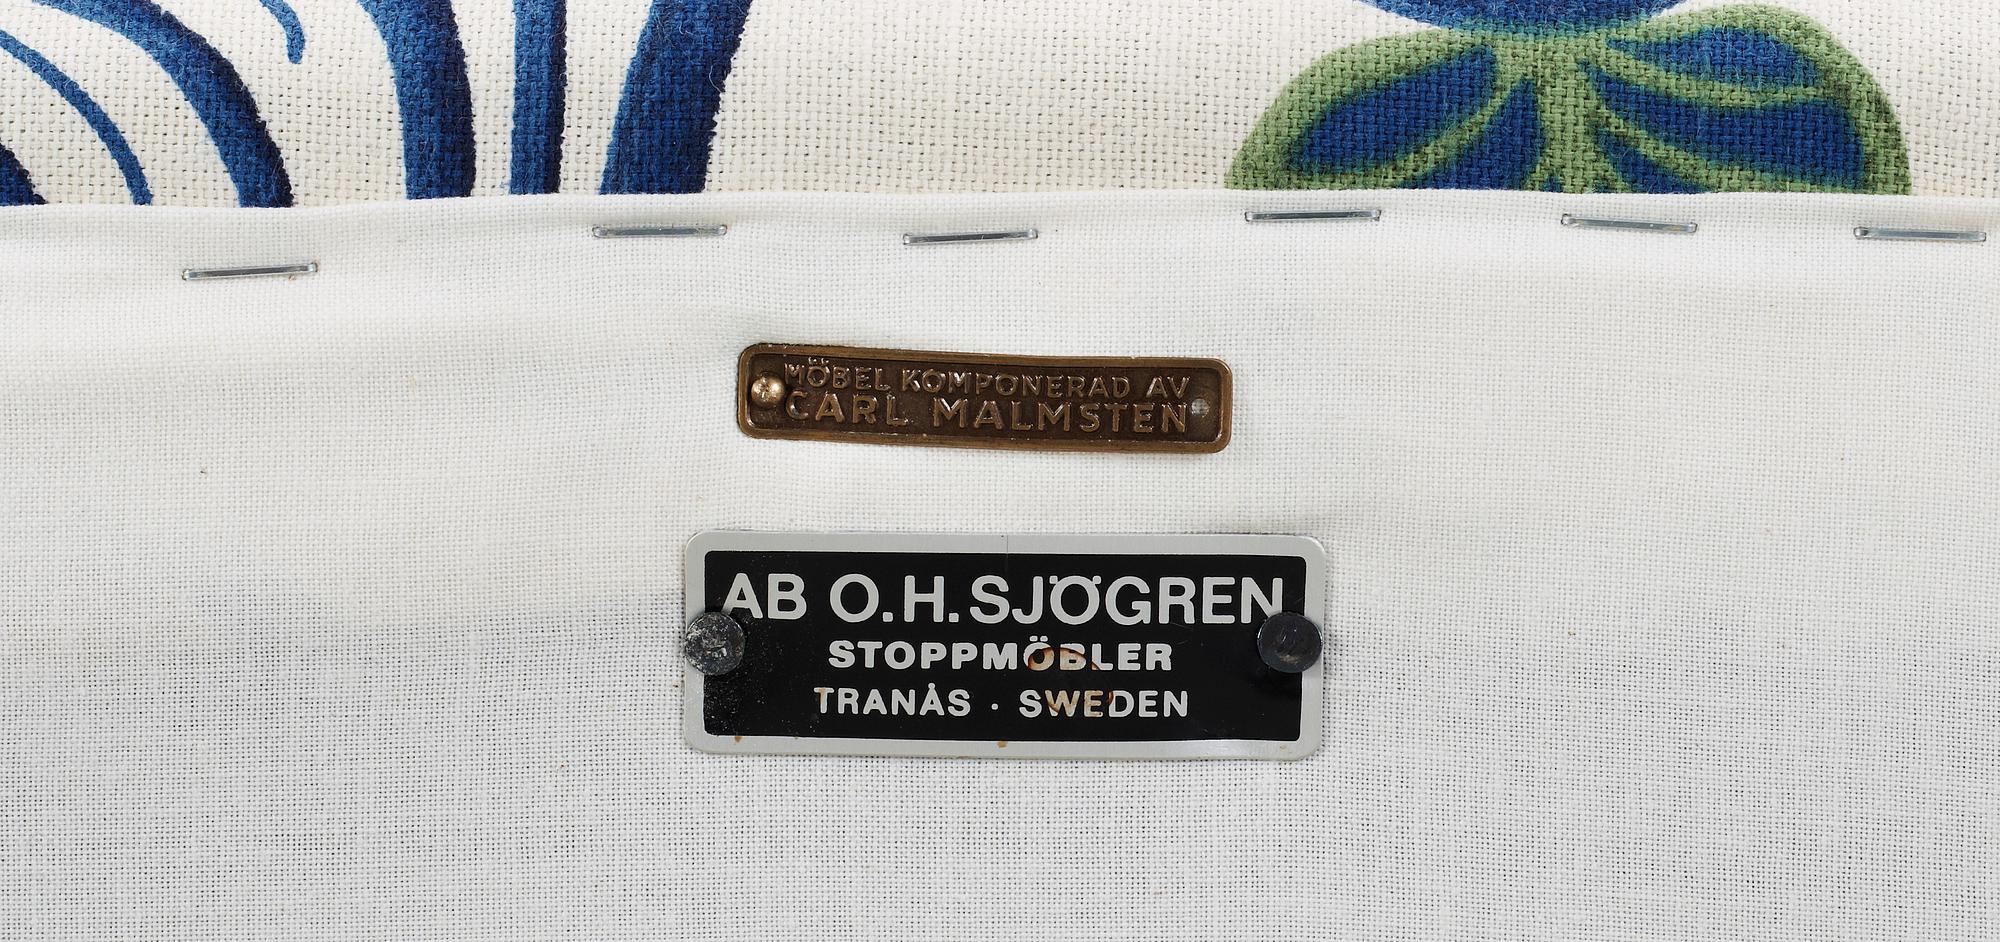 MÖBEL KOMPONERAD AV
CARL MALMSTEN
AB O.H. SJÖGREN
STOPPMÖBLER
TRANÅS · SWEDEN